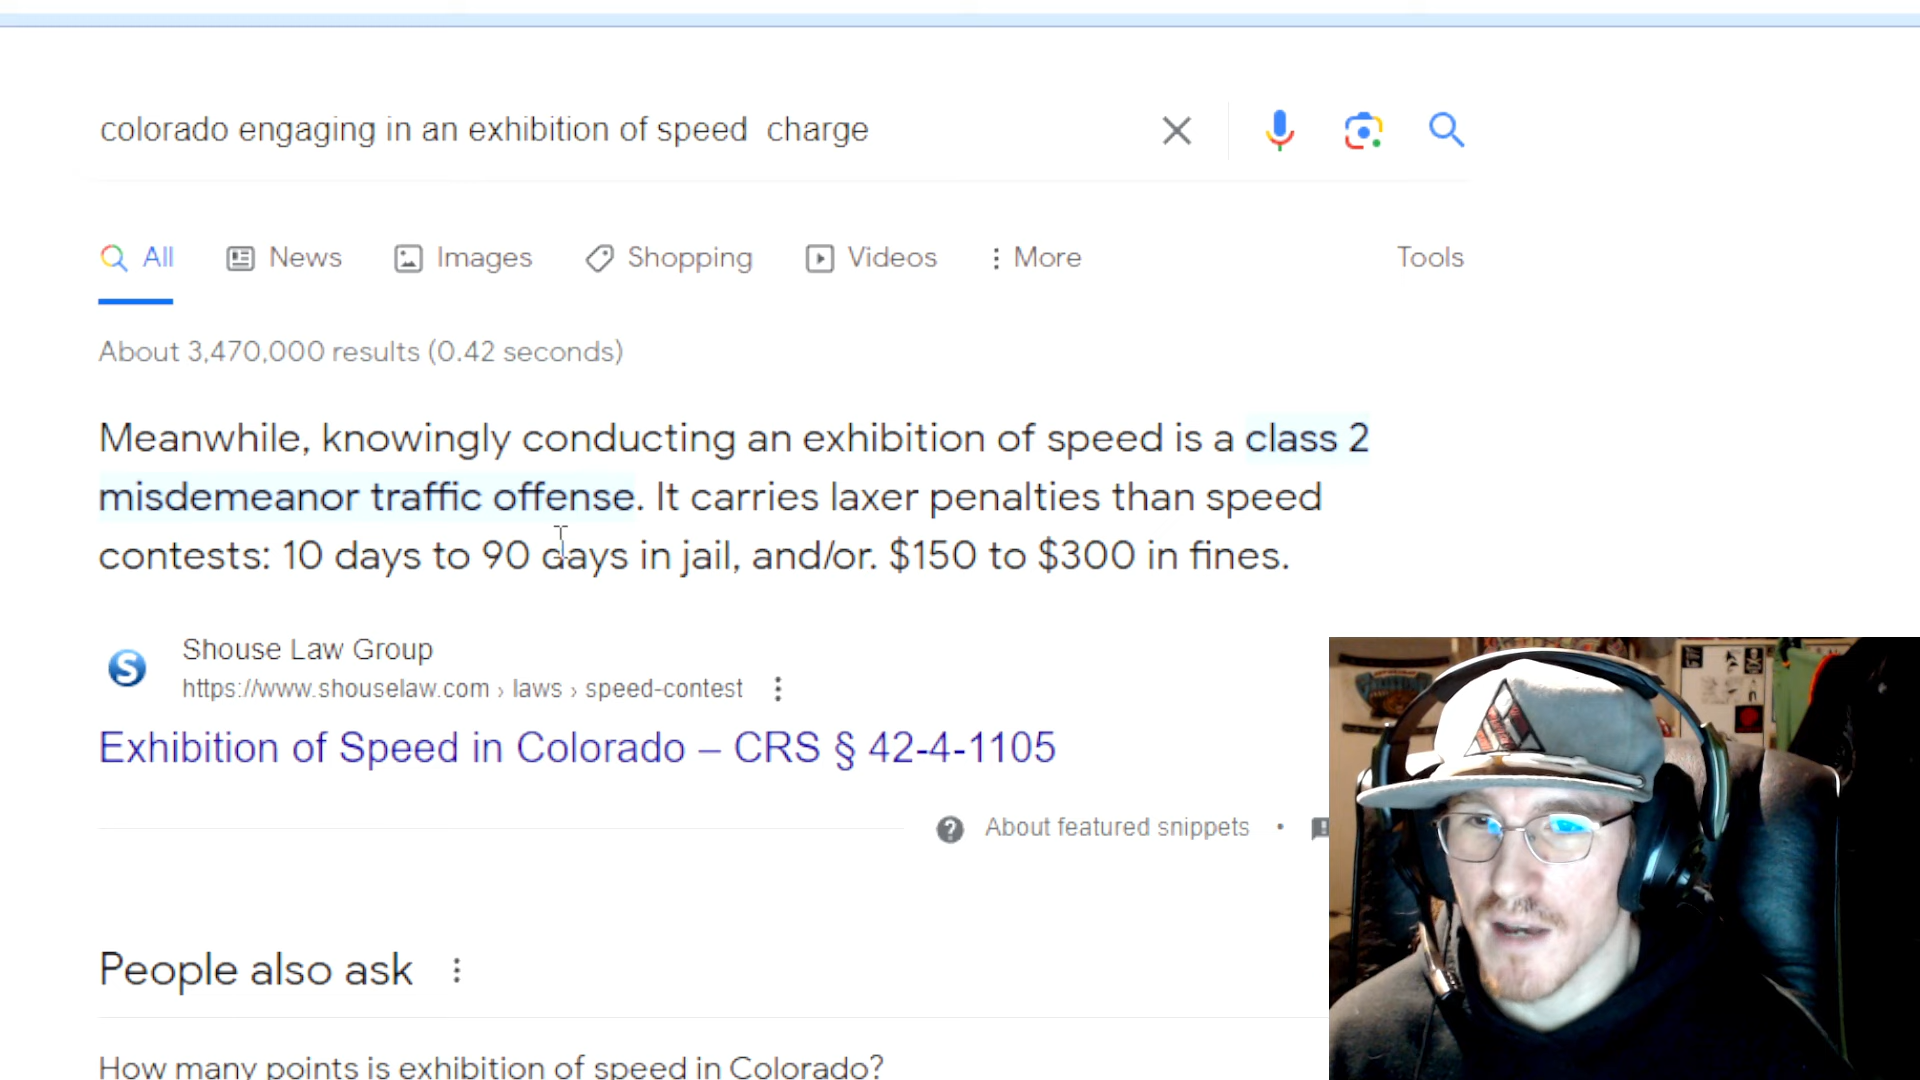 colorado engaging in an exhibition of speed  charge
All News Images Shopping Videos More Tools
About 3,470,000 results (0.42 seconds)
Meanwhile, knowingly conducting an exhibition of speed is a class 2
misdemeanor traffic offense. It carries laxer penalties than speed
contests: 10 days to 90 days in jail, and/or. $150 to $300 in fines.
S
Shouse Law Group
https://www.shouselaw.com › laws › speed-contest
Exhibition of Speed in Colorado – CRS § 42-4-1105
About featured snippets •
People also ask
How many points is exhibition of speed in Colorado?